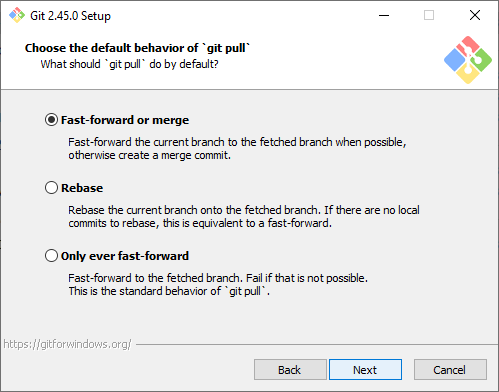 Git 2.45.0 Setup
Choose the default behavior of `git pull`
What should `git pull` do by default?
Fast-forward or merge
Fast-forward the current branch to the fetched branch when possible,
otherwise create a merge commit.
Rebase
Rebase the current branch onto the fetched branch. If there are no local
commits to rebase, this is equivalent to a fast-forward.
Only ever fast-forward
Fast-forward to the fetched branch. Fail if that is not possible.
This is the standard behavior of `git pull`.
https://gitforwindows.org/
Back
Next
Cancel